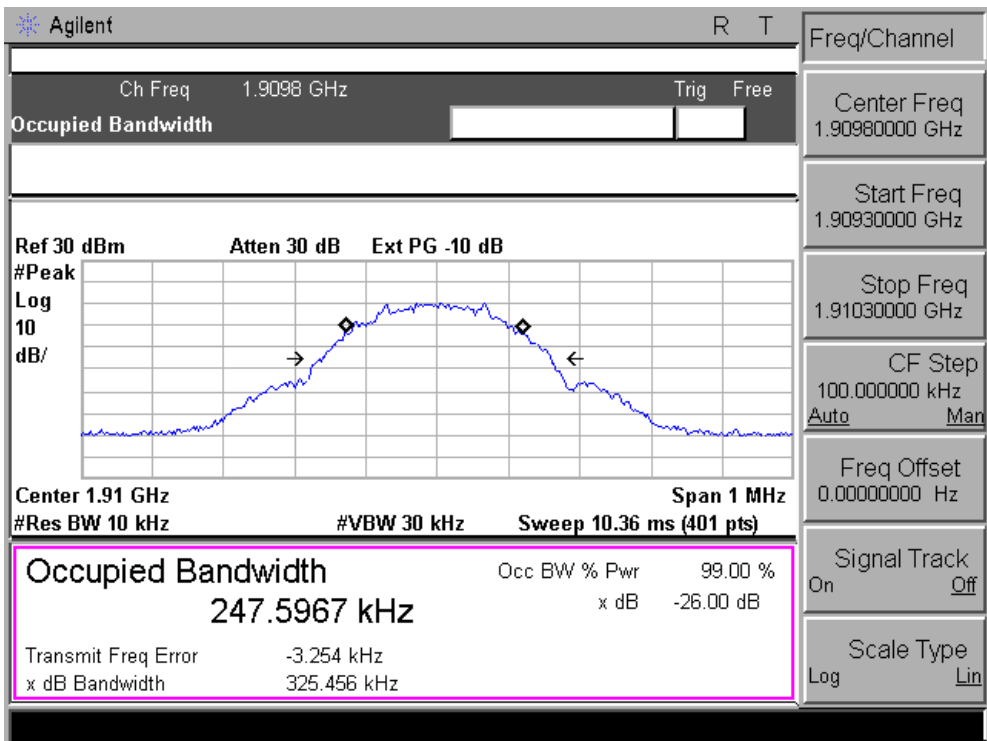 Agilent R T
Ch Freq 1.9098 GHz Trig Free
Occupied Bandwidth
Ref 30 dBm Atten 30 dB Ext PG -10 dB
#Peak
Log
10
dB/
Center 1.91 GHz Span 1 MHz
#Res BW 10 kHz #VBW 30 kHz Sweep 10.36 ms (401 pts)
Occupied Bandwidth Occ BW % Pwr 99.00 %
247.5967 kHz x dB -26.00 dB
Transmit Freq Error -3.254 kHz
x dB Bandwidth 325.456 kHz
Freq/Channel
Center Freq
1.90980000 GHz
Start Freq
1.90930000 GHz
Stop Freq
1.91030000 GHz
CF Step
100.000000 kHz
Auto Man
Freq Offset
0.00000000 Hz
Signal Track
On Off
Scale Type
Log Lin